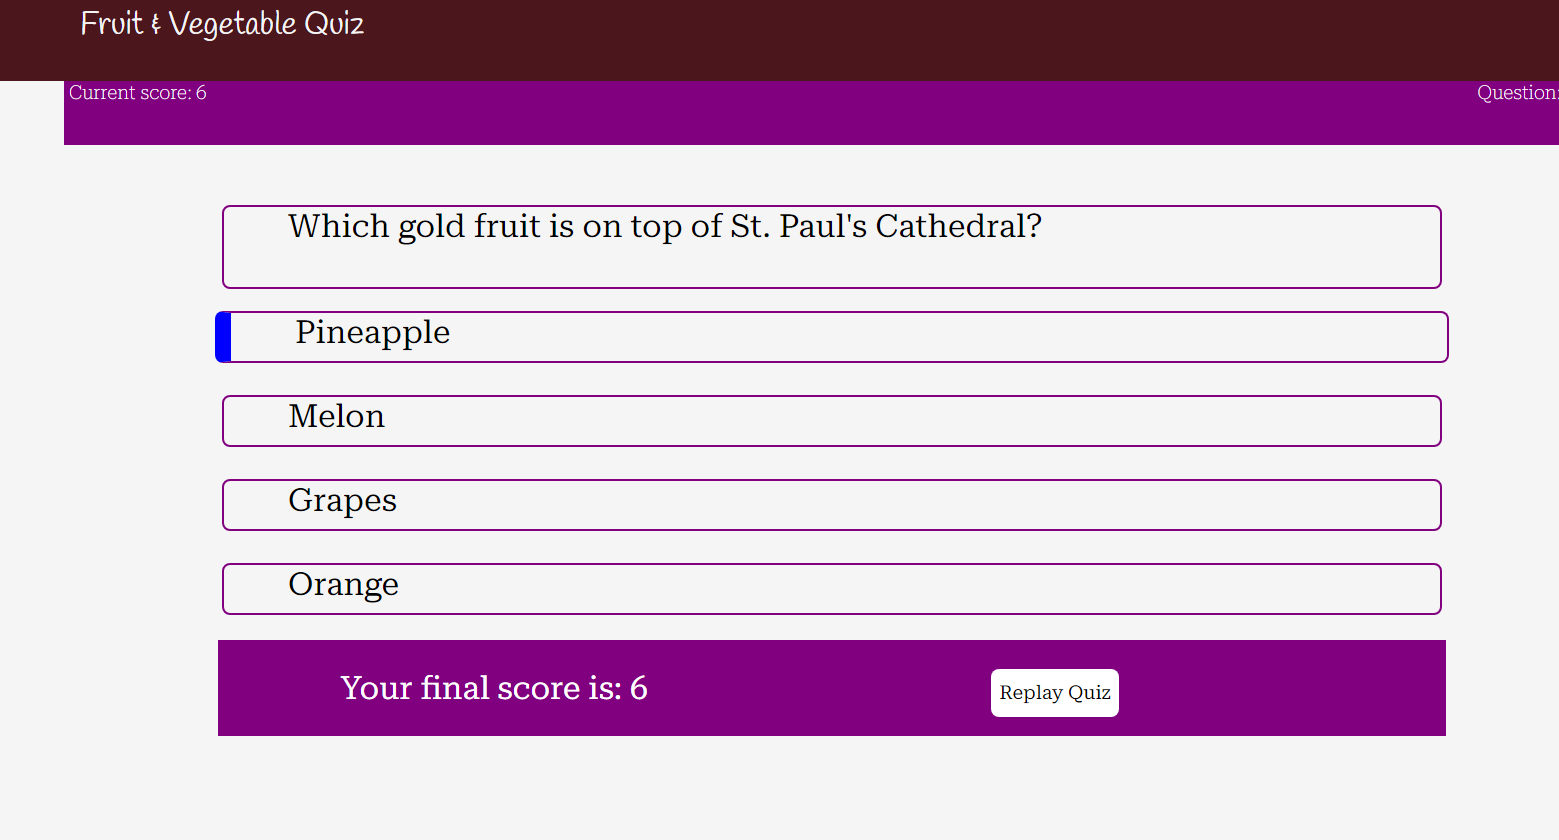 Fruit & Vegetable Quiz
Current score: 6
Question:
Which gold fruit is on top of St. Paul's Cathedral?
Pineapple
Melon
Grapes
Orange
Your final score is: 6
Replay Quiz